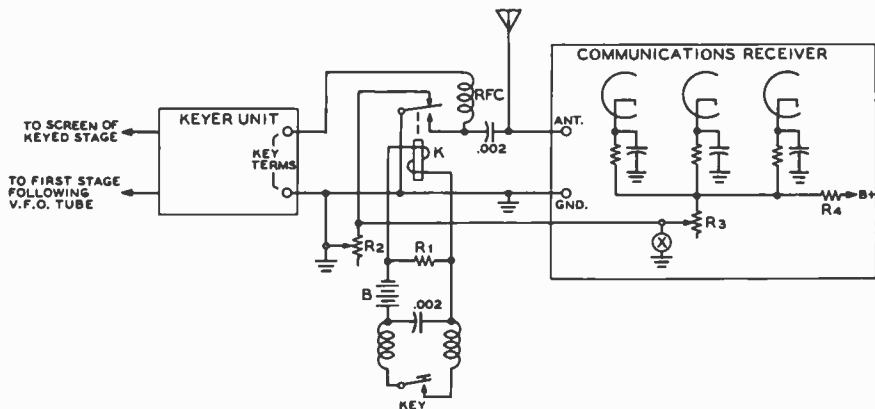 COMMUNICATIONS RECEIVER
KEYER UNIT
TO SCREEN OF
KEYED STAGE
KEY
TERMS
TO FIRST STAGE
FOLLOWING
V.F.O. TUBE
RFC
.002
ANT.
K
GND.
R2
R1
B
.002
KEY
X
R3
R4
B+